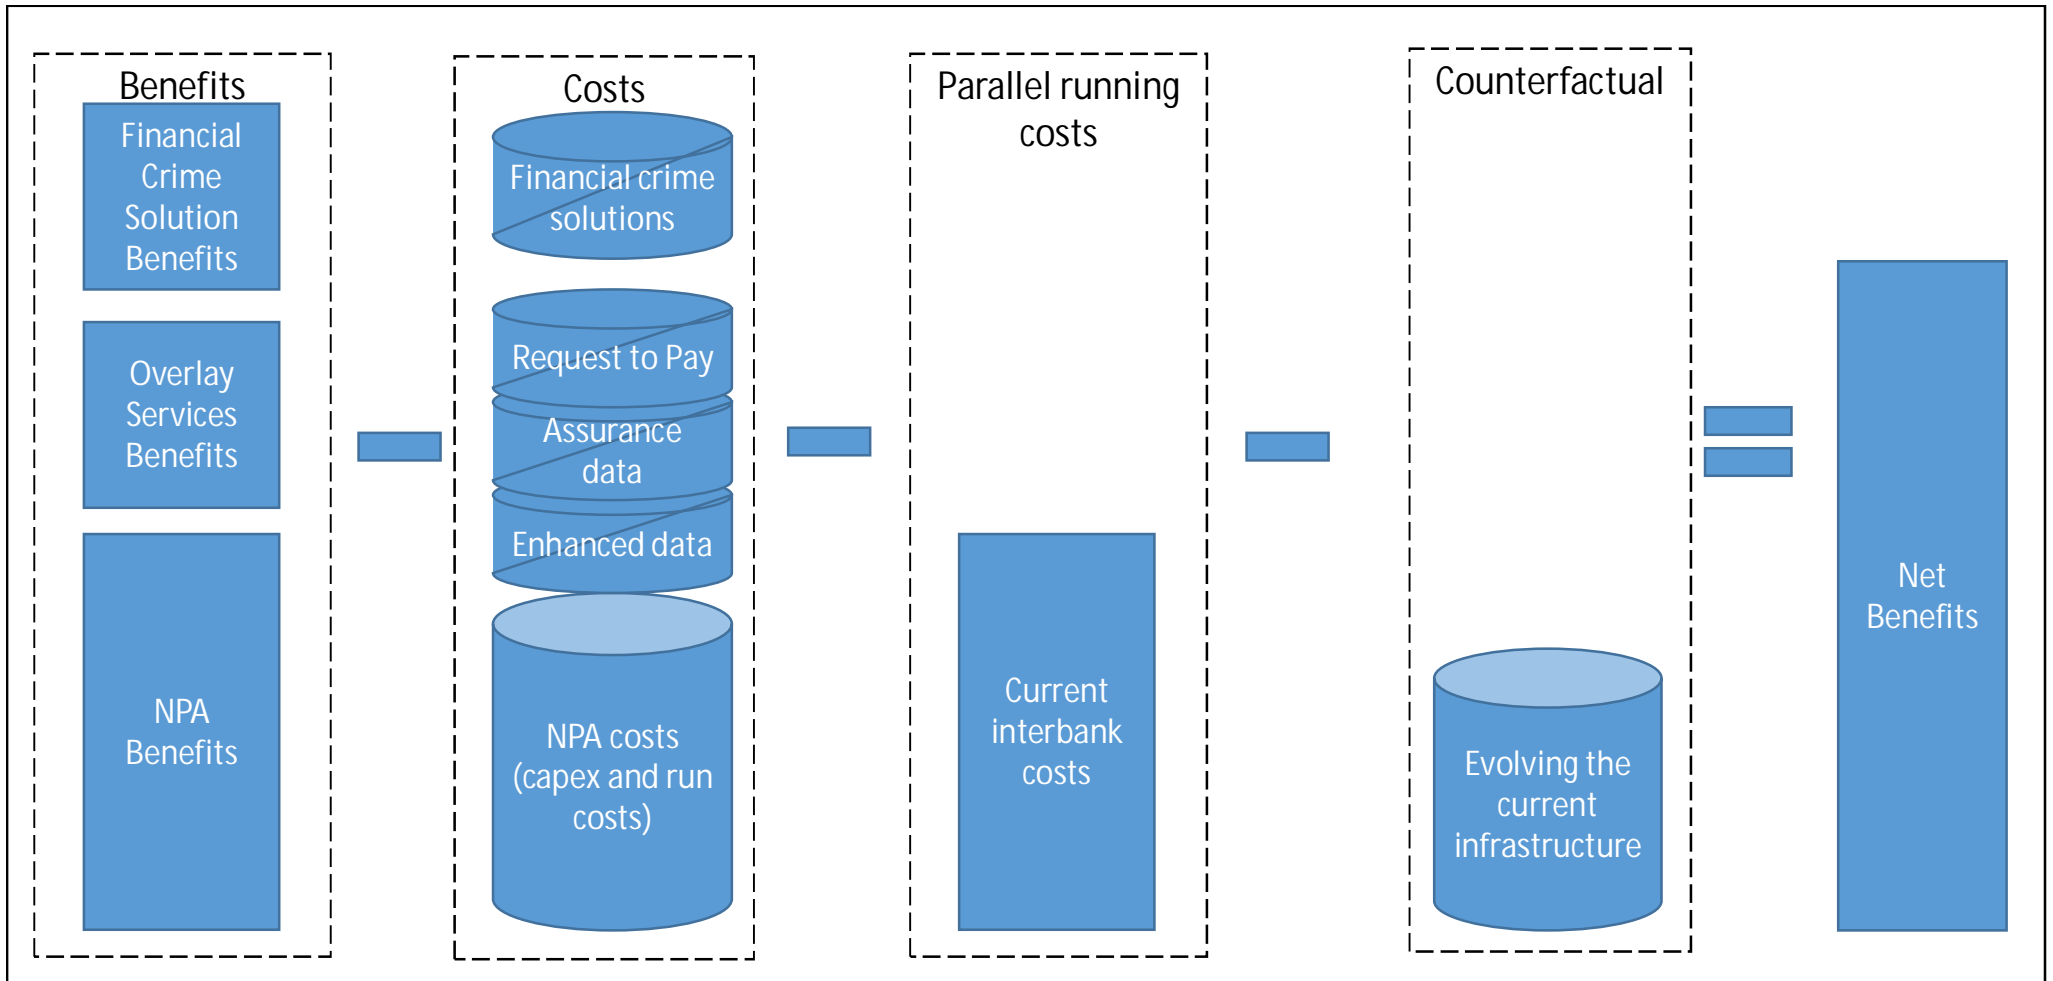 Benefits
Financial
Crime
Solution
Benefits
Overlay
Services
Benefits
NPA
Benefits
Costs
Financial crime
solutions
Request to Pay
Assurance
data
Enhanced data
NPA costs
(capex and run
costs)
Parallel running
costs
Current
interbank
costs
Counterfactual
Evolving the
current
infrastructure
Net
Benefits